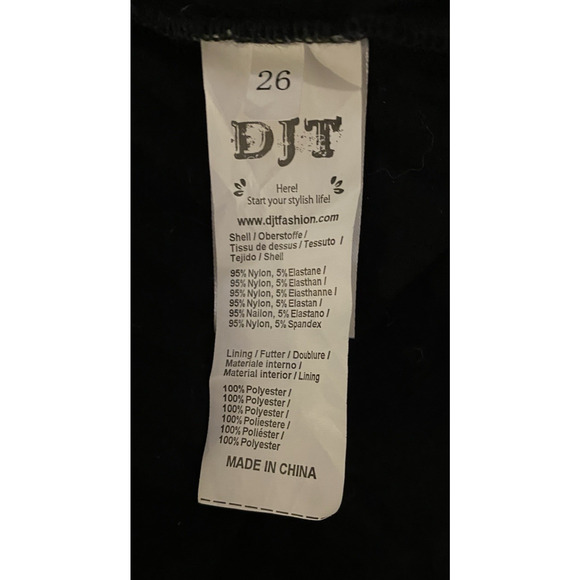 26
DJT
Here!
Start your stylish life!
www.djtfashion.com
Shell / Oberstoffe /
Tissu de dessus / Tessuto /
Tejido / Shell
95% Nylon, 5% Elastane /
95% Nylon, 5% Elasthan /
95% Nylon, 5% Elasthanne /
95% Nylon, 5% Elastan /
95% Nailon, 5% Elastano /
95% Nylon, 5% Spandex
Lining / Futter / Doublure /
Materiale interno /
Material interior / Lining
100% Polyester /
100% Polyester /
100% Polyester /
100% Poliestere /
100% Poliéster /
100% Polyester
MADE IN CHINA